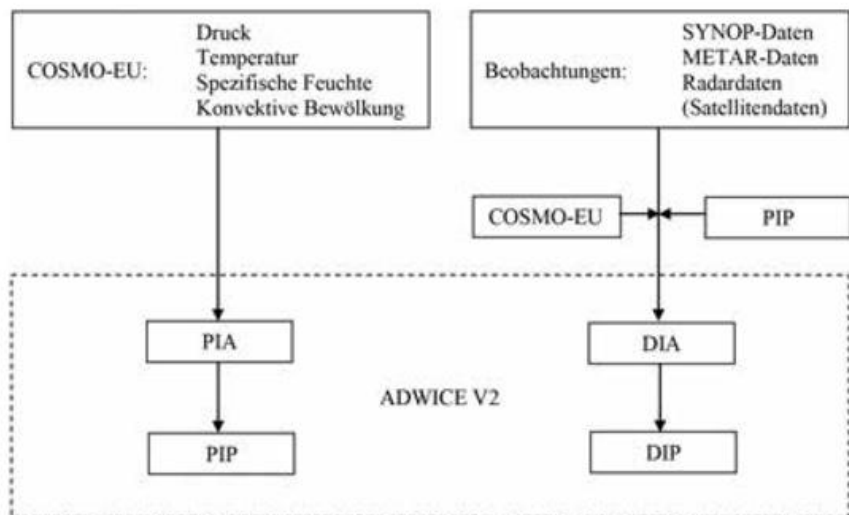 COSMO-EU:
Druck
Temperatur
Spezifische Feuchte
Konvektive Bewölkung
Beobachtungen:
SYNOP-Daten
METAR-Daten
Radardaten
(Satellitendaten)
COSMO-EU
PIP
PIA
DIA
ADWICE V2
PIP
DIP